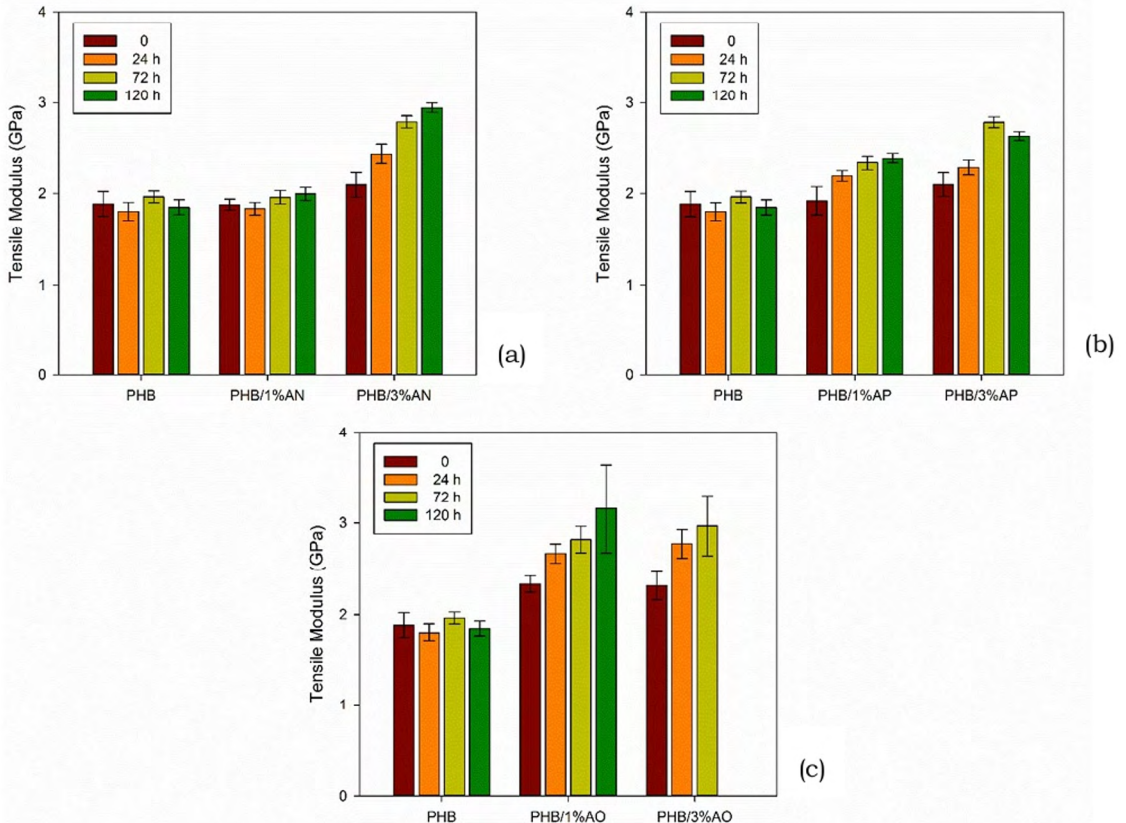 4
3
2
1
0
Tensile Modulus (GPa)
0
24 h
72 h
120 h
PHB
PHB/1%AN
PHB/3%AN
(a)
4
3
2
1
0
Tensile Modulus (GPa)
0
24 h
72 h
120 h
PHB
PHB/1%AP
PHB/3%AP
(b)
4
3
2
1
0
Tensile Modulus (GPa)
0
24 h
72 h
120 h
PHB
PHB/1%AO
PHB/3%AO
(c)